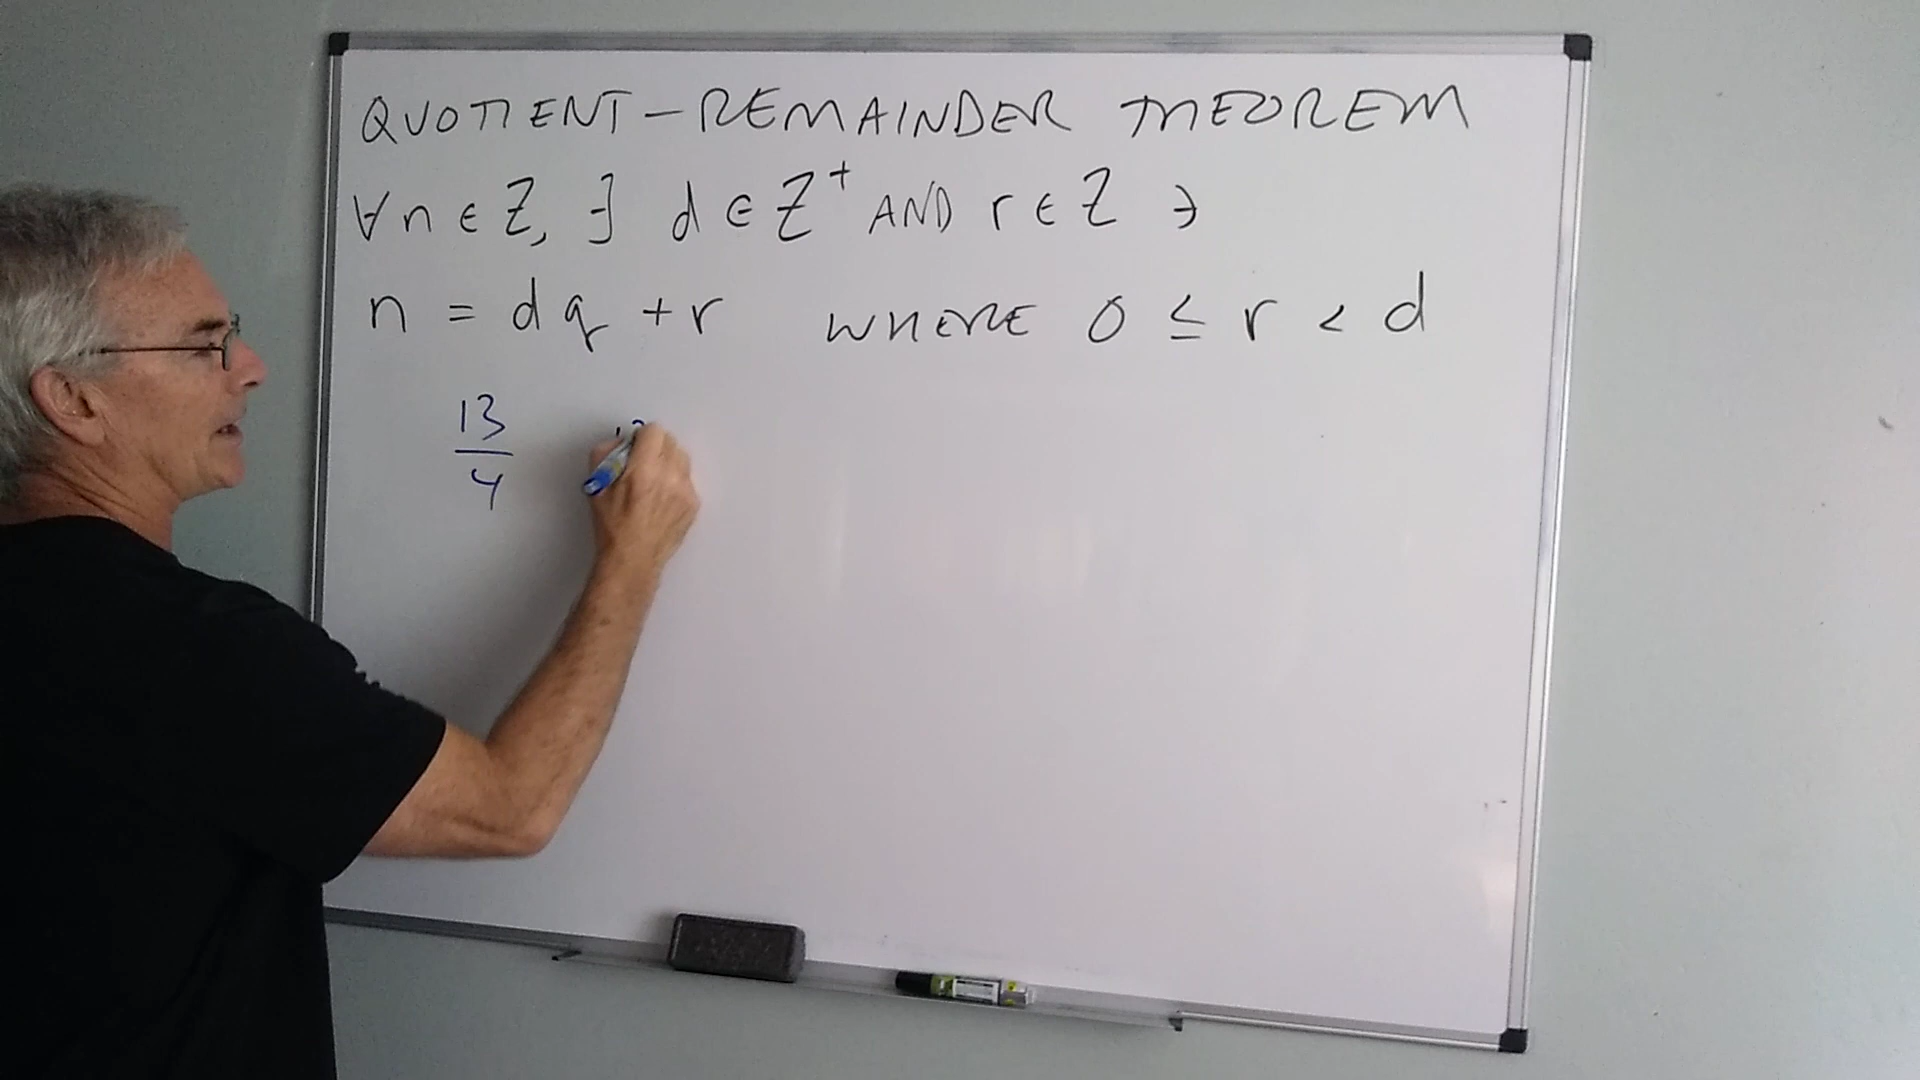 QUOTIENT-REMAINDER THEOREM
∀n∈Z, ∃ d∈Z⁺ AND r∈Z ∋
n = dq + r WHERE 0 ≤ r < d
13
4